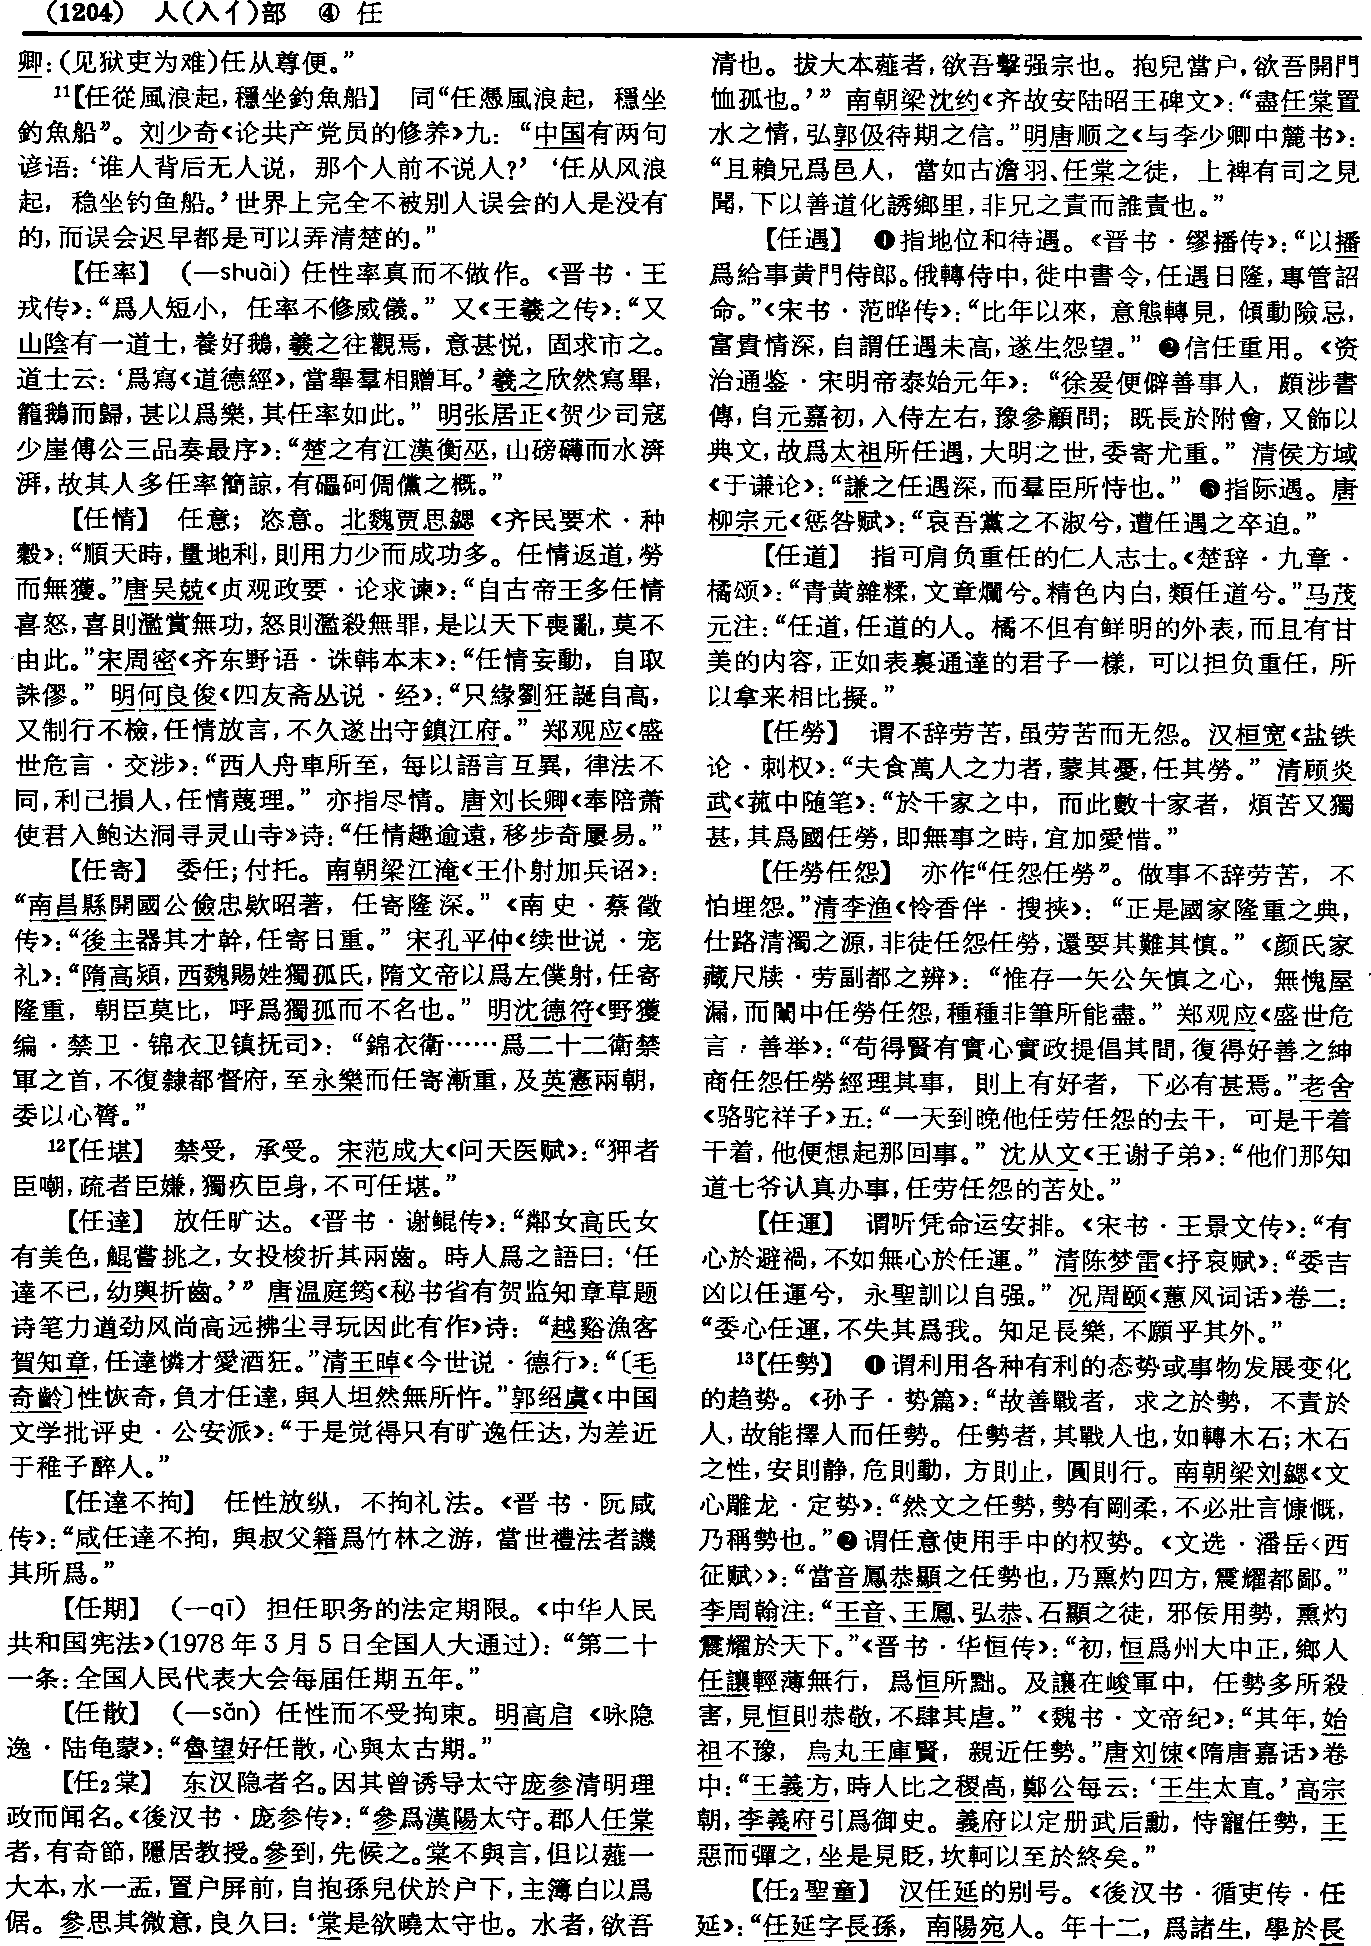 (1204) 人(入亻)部 ④ 任
卿：(见狱吏为难)任从尊便。”
¹¹【任從風浪起，穩坐釣魚船】 同“任憑風浪起，穩坐
釣魚船”。刘少奇《论共产党员的修养》九：“中国有两句
谚语：‘谁人背后无人说，那个人前不说人？’‘任从风浪
起，稳坐钓鱼船。’世界上完全不被别人误会的人是没有
的，而误会迟早都是可以弄清楚的。”
【任率】 (—shuài) 任性率真而不做作。《晋书·王
戎传》：“爲人短小，任率不修威儀。”又《王羲之传》：“又
山陰有一道士，養好鵝，羲之往觀焉，意甚悦，固求市之。
道士云：‘爲寫《道德經》，當舉羣相贈耳。’羲之欣然寫畢，
籠鵝而歸，甚以爲樂，其任率如此。”明张居正《贺少司寇
少崖傅公三品奏最序》：“楚之有江漢衡巫，山磅礴而水漭
湃，故其人多任率簡諒，有磊砢倜儻之概。”
【任情】 任意；恣意。北魏贾思勰《齐民要术·种
穀》：“順天時，量地利，則用力少而成功多。任情返道，勞
而無獲。”唐吴兢《贞观政要·论求谏》：“自古帝王多任情
喜怒，喜則濫賞無功，怒則濫殺無罪，是以天下喪亂，莫不
由此。”宋周密《齐东野语·诛韩本末》：“任情妄動，自取
誅僇。”明何良俊《四友斋丛说·经》：“只緣劉狂誕自高，
又制行不檢，任情放言，不久遂出守鎮江府。”郑观应《盛
世危言·交涉》：“西人舟車所至，每以語言互異，律法不
同，利己損人，任情蔑理。”亦指尽情。唐刘长卿《奉陪萧
使君入鲍达洞寻灵山寺》诗：“任情趣逾遠，移步奇屢易。”
【任寄】 委任；付托。南朝梁江淹《王仆射加兵诏》：
“南昌縣開國公儉忠欵昭著，任寄隆深。”《南史·蔡徵
传》：“後主器其才幹，任寄日重。”宋孔平仲《续世说·宠
礼》：“隋高熲，西魏賜姓獨孤氏，隋文帝以爲左僕射，任寄
隆重，朝臣莫比，呼爲獨孤而不名也。”明沈德符《野獲
编·禁卫·锦衣卫镇抚司》：“錦衣衛……爲二十二衛禁
軍之首，不復隸都督府，至永樂而任寄漸重，及英憲兩朝，
委以心膂。”
¹²【任堪】 禁受，承受。宋范成大《问天医赋》：“狎者
臣嘲，疏者臣嫌，獨疾臣身，不可任堪。”
【任達】 放任旷达。《晋书·谢鲲传》：“鄰女高氏女
有美色，鯤嘗挑之，女投梭折其兩齒。時人爲之語曰：‘任
達不已，幼輿折齒。’”唐温庭筠《秘书省有贺监知章草题
诗笔力遒劲风尚高远拂尘寻玩因此有作》诗：“越谿漁客
賀知章，任達憐才愛酒狂。”清王晫《今世说·德行》：“〔毛
奇齡〕性恢奇，負才任達，與人坦然無所忤。”郭绍虞《中国
文学批评史·公安派》：“于是觉得只有旷逸任达，为差近
于稚子醉人。”
【任達不拘】 任性放纵，不拘礼法。《晋书·阮咸
传》：“咸任達不拘，與叔父籍爲竹林之游，當世禮法者譏
其所爲。”
【任期】 (—qī) 担任职务的法定期限。《中华人民
共和国宪法》(1978年3月5日全国人大通过)：“第二十
一条：全国人民代表大会每届任期五年。”
【任散】 (—sǎn) 任性而不受拘束。明高启《咏隐
逸·陆龟蒙》：“魯望好任散，心與太古期。”
【任₂棠】 东汉隐者名。因其曾诱导太守庞参清明理
政而闻名。《後汉书·庞参传》：“參爲漢陽太守。郡人任棠
者，有奇節，隱居教授。參到，先候之。棠不與言，但以薤一
大本，水一盂，置户屏前，自抱孫兒伏於户下，主簿白以爲
倨。參思其微意，良久曰：‘棠是欲曉太守也。水者，欲吾
清也。拔大本薤者，欲吾擊强宗也。抱兒當户，欲吾開門
恤孤也。’”南朝梁沈约《齐故安陆昭王碑文》：“盡任棠置
水之情，弘郭伋待期之信。”明唐顺之《与李少卿中麓书》：
“且賴兄爲邑人，當如古澹羽、任棠之徒，上裨有司之見
聞，下以善道化誘鄉里，非兄之責而誰責也。”
【任遇】 ❶指地位和待遇。《晋书·缪播传》：“以播
爲給事黄門侍郎。俄轉侍中，徙中書令，任遇日隆，專管詔
命。”《宋书·范晔传》：“比年以來，意態轉見，傾動險忌，
富貴情深，自謂任遇未高，遂生怨望。”❷信任重用。《资
治通鉴·宋明帝泰始元年》：“徐爰便僻善事人，頗涉書
傳，自元嘉初，入侍左右，豫參顧問；既長於附會，又飾以
典文，故爲太祖所任遇，大明之世，委寄尤重。”清侯方域
《于谦论》：“謙之任遇深，而羣臣所恃也。”❸指际遇。唐
柳宗元《惩咎赋》：“哀吾黨之不淑兮，遭任遇之卒迫。”
【任道】 指可肩负重任的仁人志士。《楚辞·九章·
橘颂》：“青黄雜糅，文章爛兮。精色内白，類任道兮。”马茂
元注：“任道，任道的人。橘不但有鲜明的外表，而且有甘
美的内容，正如表裏通達的君子一樣，可以担负重任，所
以拿来相比擬。”
【任勞】 谓不辞劳苦，虽劳苦而无怨。汉桓宽《盐铁
论·刺权》：“夫食萬人之力者，蒙其憂，任其勞。”清顾炎
武《菰中随笔》：“於千家之中，而此數十家者，煩苦又獨
甚，其爲國任勞，即無事之時，宜加愛惜。”
【任勞任怨】 亦作“任怨任勞”。做事不辞劳苦，不
怕埋怨。”清李渔《怜香伴·搜挟》：“正是國家隆重之典，
仕路清濁之源，非徒任怨任勞，還要其難其慎。”《颜氏家
藏尺牍·劳副都之辨》：“惟存一矢公矢慎之心，無愧屋
漏，而闈中任勞任怨，種種非筆所能盡。”郑观应《盛世危
言·善举》：“苟得賢有實心實政提倡其間，復得好善之紳
商任怨任勞經理其事，則上有好者，下必有甚焉。”老舍
《骆驼祥子》五：“一天到晚他任劳任怨的去干，可是干着
干着，他便想起那回事。”沈从文《王谢子弟》：“他们那知
道七爷认真办事，任劳任怨的苦处。”
【任運】 谓听凭命运安排。《宋书·王景文传》：“有
心於避禍，不如無心於任運。”清陈梦雷《抒哀赋》：“委吉
凶以任運兮，永聖訓以自强。”况周颐《蕙风词话》卷二：
“委心任運，不失其爲我。知足長樂，不願乎其外。”
¹³【任勢】 ❶谓利用各种有利的态势或事物发展变化
的趋势。《孙子·势篇》：“故善戰者，求之於勢，不責於
人，故能擇人而任勢。任勢者，其戰人也，如轉木石；木石
之性，安則静，危則動，方則止，圓則行。南朝梁刘勰《文
心雕龙·定势》：“然文之任勢，勢有剛柔，不必壯言慷慨，
乃稱勢也。”❷谓任意使用手中的权势。《文选·潘岳〈西
征赋〉》：“當音鳳恭顯之任勢也，乃熏灼四方，震耀都鄙。”
李周翰注：“王音、王鳳、弘恭、石顯之徒，邪佞用勢，熏灼
震耀於天下。”《晋书·华恒传》：“初，恒爲州大中正，鄉人
任讓輕薄無行，爲恒所黜。及讓在峻軍中，任勢多所殺
害，見恒則恭敬，不肆其虐。”《魏书·文帝纪》：“其年，始
祖不豫，烏丸王庫賢，親近任勢。”唐刘𫗧《隋唐嘉话》卷
中：“王義方，時人比之稷卨，鄭公每云：‘王生太直。’高宗
朝，李義府引爲御史。義府以定册武后勳，恃寵任勢，王
惡而彈之，坐是見貶，坎軻以至於終矣。”
【任₂聖童】 汉任延的别号。《後汉书·循吏传·任
延》：“任延字長孫，南陽宛人。年十二，爲諸生，學於長